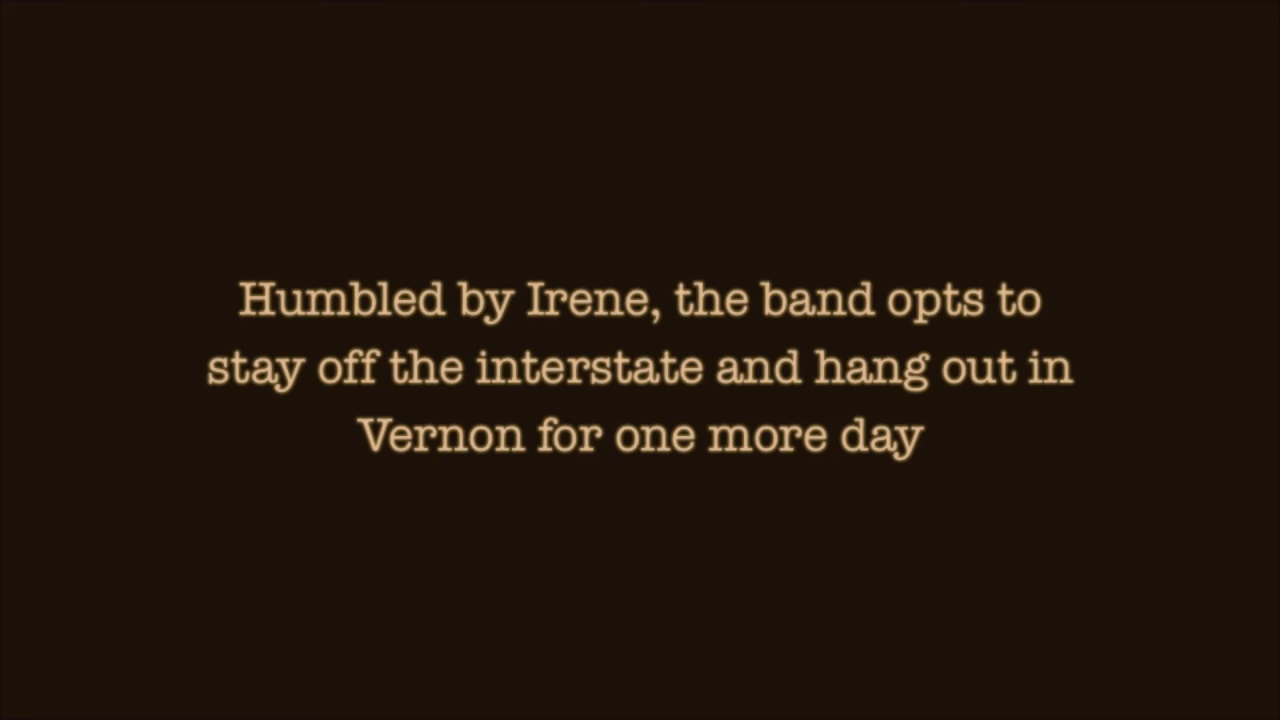 Humbled by Irene, the band opts to
stay off the interstate and hang out in
Vernon for one more day